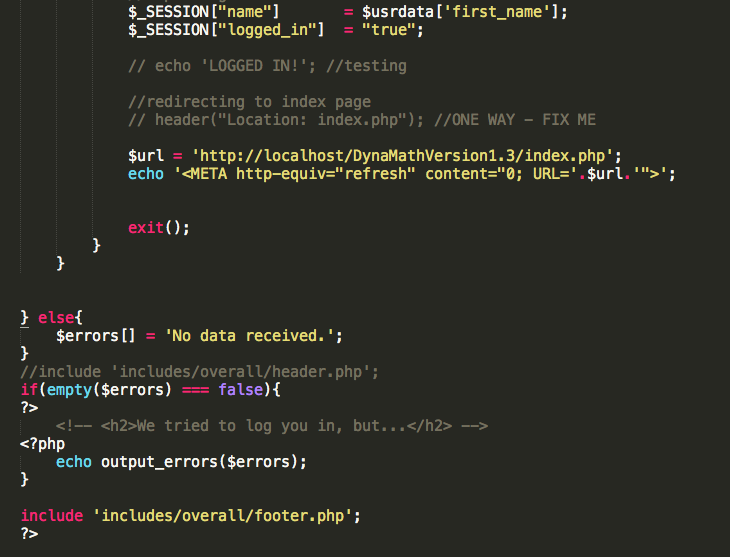 $_SESSION["name"] = $usrdata['first_name'];
$_SESSION["logged_in"] = "true";
// echo 'LOGGED IN!'; //testing
//redirecting to index page
// header("Location: index.php"); //ONE WAY - FIX ME
$url = 'http://localhost/DynaMathVersion1.3/index.php';
echo '<META http-equiv="refresh" content="0; URL='.$url.'">';
exit();
}
}
} else{
$errors[] = 'No data received.';
}
//include 'includes/overall/header.php';
if(empty($errors) === false){
?>
<!-- <h2>We tried to log you in, but...</h2> -->
<?php
echo output_errors($errors);
}
include 'includes/overall/footer.php';
?>